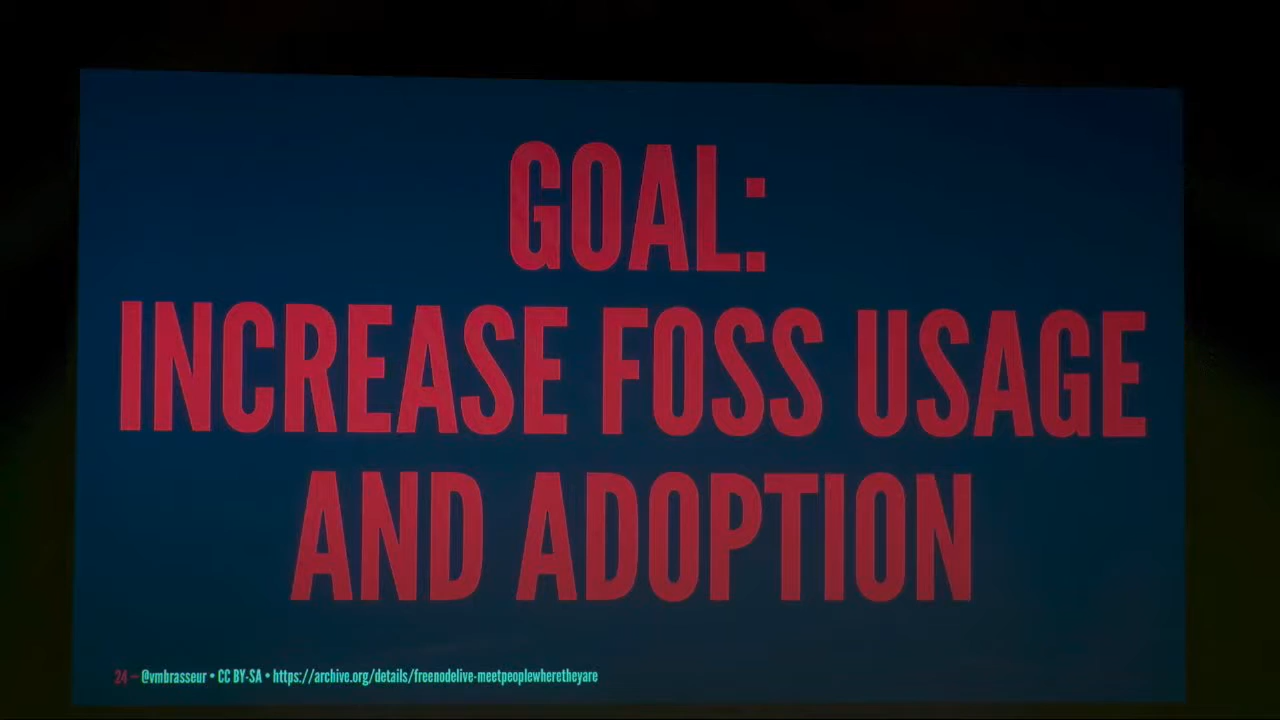 GOAL:
INCREASE FOSS USAGE
AND ADOPTION
24 — @vmbrasseur • CC BY-SA • https://archive.org/details/freenodelive-meetpeoplewheretheyare